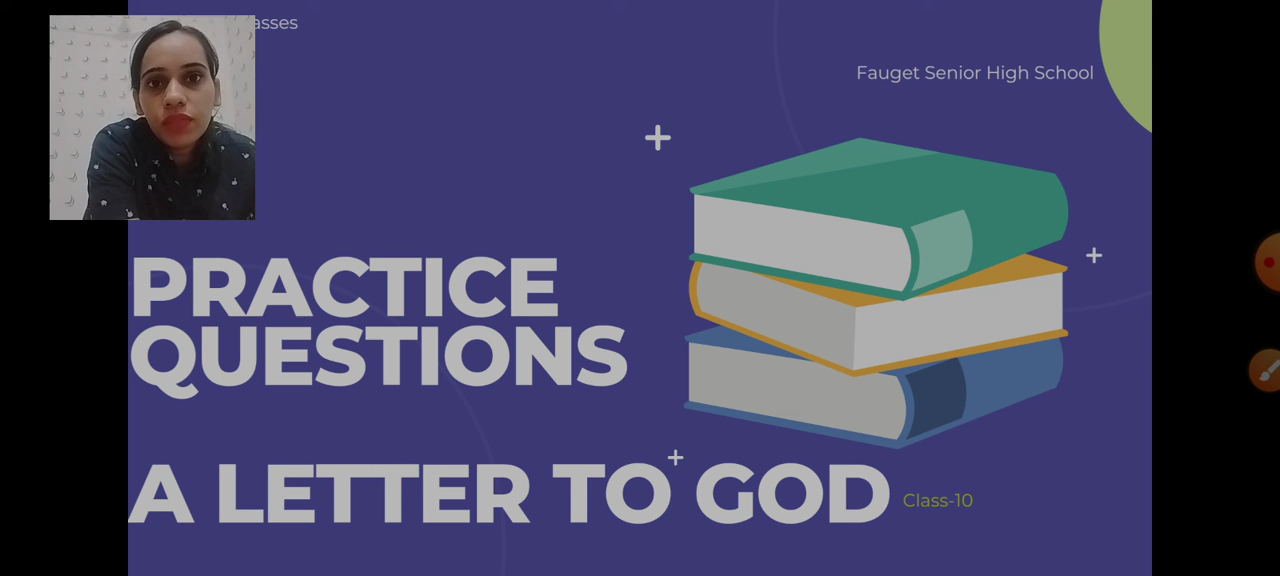 asses
Fauget Senior High School
PRACTICE
QUESTIONS
A LETTER TO GOD
Class-10